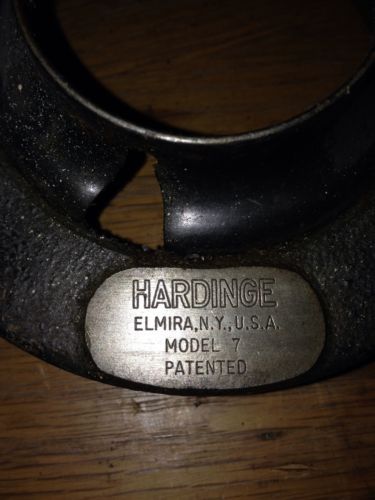 HARDINGE
ELMIRA, N.Y., U.S.A.
MODEL 7
PATENTED